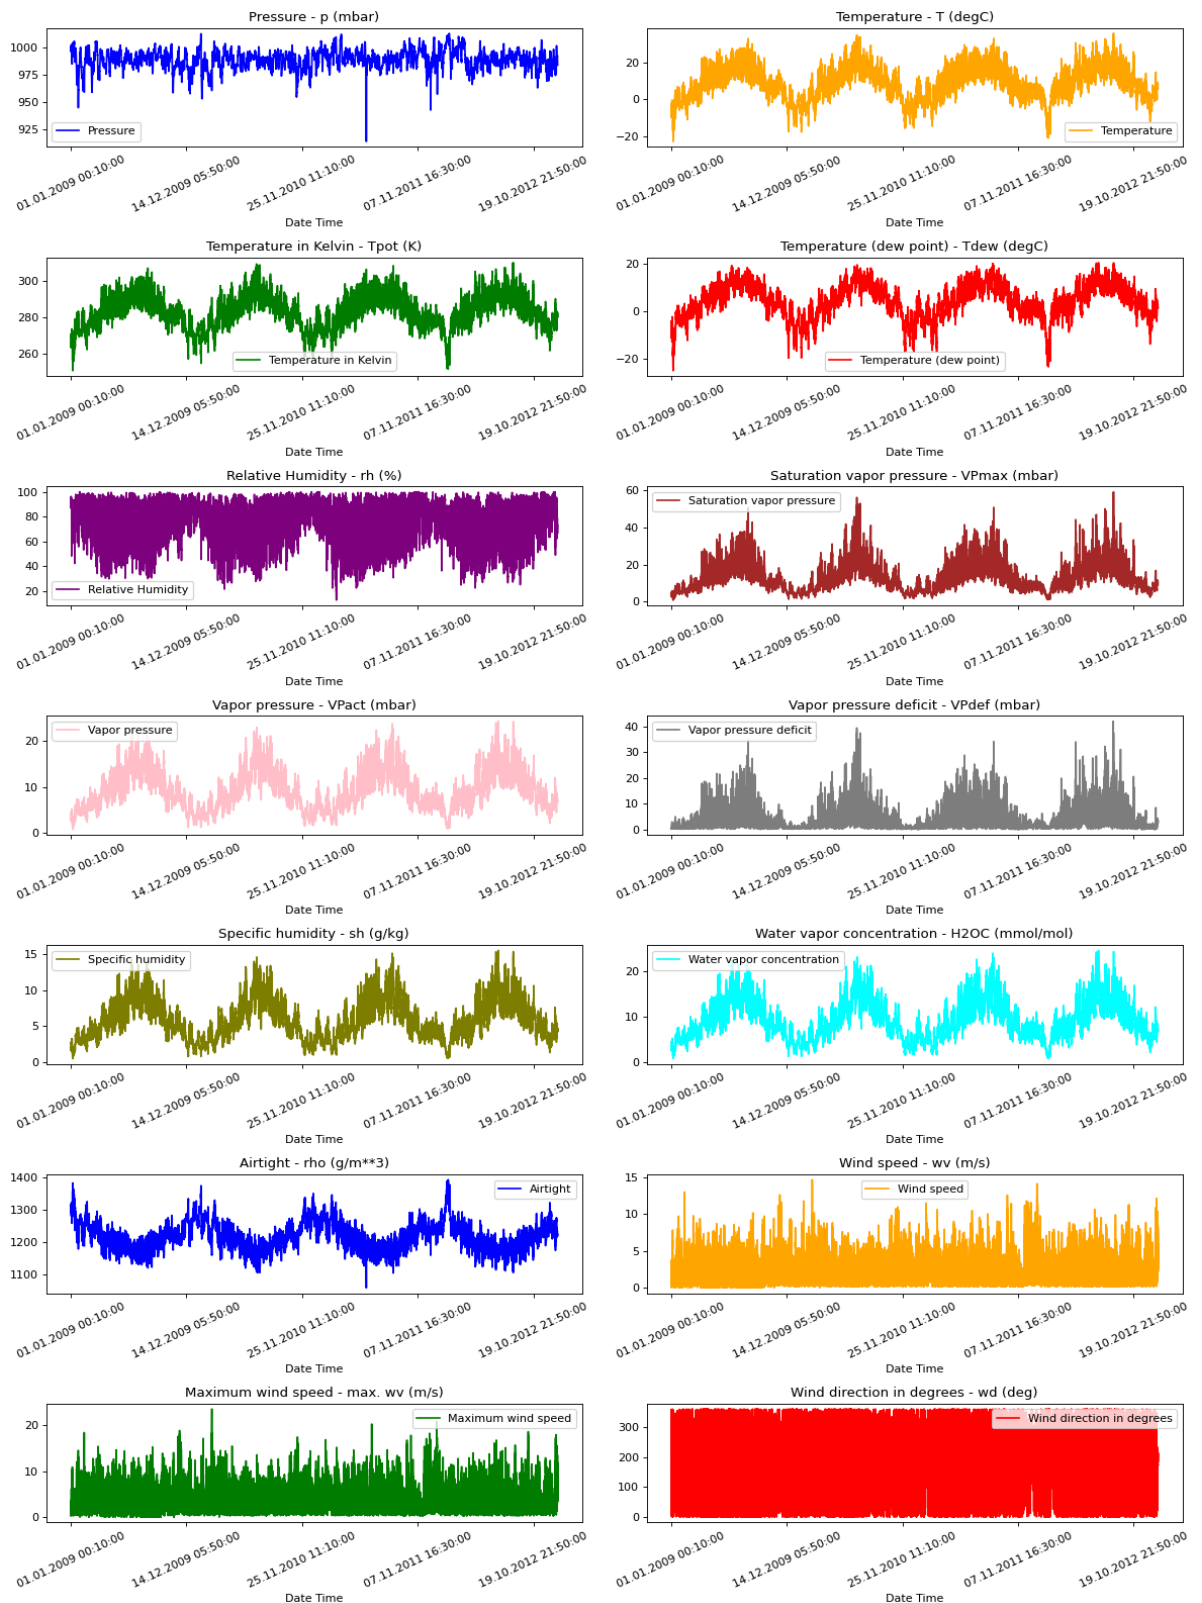 Pressure - p (mbar)
1000
975
950
925
Pressure
01.01.2009 00:10:00
14.12.2009 05:50:00
25.11.2010 11:10:00
07.11.2011 16:30:00
19.10.2012 21:50:00
Date Time
Temperature - T (degC)
20
0
−20
Temperature
01.01.2009 00:10:00
14.12.2009 05:50:00
25.11.2010 11:10:00
07.11.2011 16:30:00
19.10.2012 21:50:00
Date Time
Temperature in Kelvin - Tpot (K)
300
280
260
Temperature in Kelvin
01.01.2009 00:10:00
14.12.2009 05:50:00
25.11.2010 11:10:00
07.11.2011 16:30:00
19.10.2012 21:50:00
Date Time
Temperature (dew point) - Tdew (degC)
20
0
−20
Temperature (dew point)
01.01.2009 00:10:00
14.12.2009 05:50:00
25.11.2010 11:10:00
07.11.2011 16:30:00
19.10.2012 21:50:00
Date Time
Relative Humidity - rh (%)
100
80
60
40
20
Relative Humidity
01.01.2009 00:10:00
14.12.2009 05:50:00
25.11.2010 11:10:00
07.11.2011 16:30:00
19.10.2012 21:50:00
Date Time
Saturation vapor pressure - VPmax (mbar)
60
40
20
0
Saturation vapor pressure
01.01.2009 00:10:00
14.12.2009 05:50:00
25.11.2010 11:10:00
07.11.2011 16:30:00
19.10.2012 21:50:00
Date Time
Vapor pressure - VPact (mbar)
20
10
0
Vapor pressure
01.01.2009 00:10:00
14.12.2009 05:50:00
25.11.2010 11:10:00
07.11.2011 16:30:00
19.10.2012 21:50:00
Date Time
Vapor pressure deficit - VPdef (mbar)
40
30
20
10
0
Vapor pressure deficit
01.01.2009 00:10:00
14.12.2009 05:50:00
25.11.2010 11:10:00
07.11.2011 16:30:00
19.10.2012 21:50:00
Date Time
Specific humidity - sh (g/kg)
15
10
5
0
Specific humidity
01.01.2009 00:10:00
14.12.2009 05:50:00
25.11.2010 11:10:00
07.11.2011 16:30:00
19.10.2012 21:50:00
Date Time
Water vapor concentration - H2OC (mmol/mol)
20
10
0
Water vapor concentration
01.01.2009 00:10:00
14.12.2009 05:50:00
25.11.2010 11:10:00
07.11.2011 16:30:00
19.10.2012 21:50:00
Date Time
Airtight - rho (g/m**3)
1400
1300
1200
1100
Airtight
01.01.2009 00:10:00
14.12.2009 05:50:00
25.11.2010 11:10:00
07.11.2011 16:30:00
19.10.2012 21:50:00
Date Time
Wind speed - wv (m/s)
15
10
5
0
Wind speed
01.01.2009 00:10:00
14.12.2009 05:50:00
25.11.2010 11:10:00
07.11.2011 16:30:00
19.10.2012 21:50:00
Date Time
Maximum wind speed - max. wv (m/s)
20
10
0
Maximum wind speed
01.01.2009 00:10:00
14.12.2009 05:50:00
25.11.2010 11:10:00
07.11.2011 16:30:00
19.10.2012 21:50:00
Date Time
Wind direction in degrees - wd (deg)
300
200
100
0
Wind direction in degrees
01.01.2009 00:10:00
14.12.2009 05:50:00
25.11.2010 11:10:00
07.11.2011 16:30:00
19.10.2012 21:50:00
Date Time